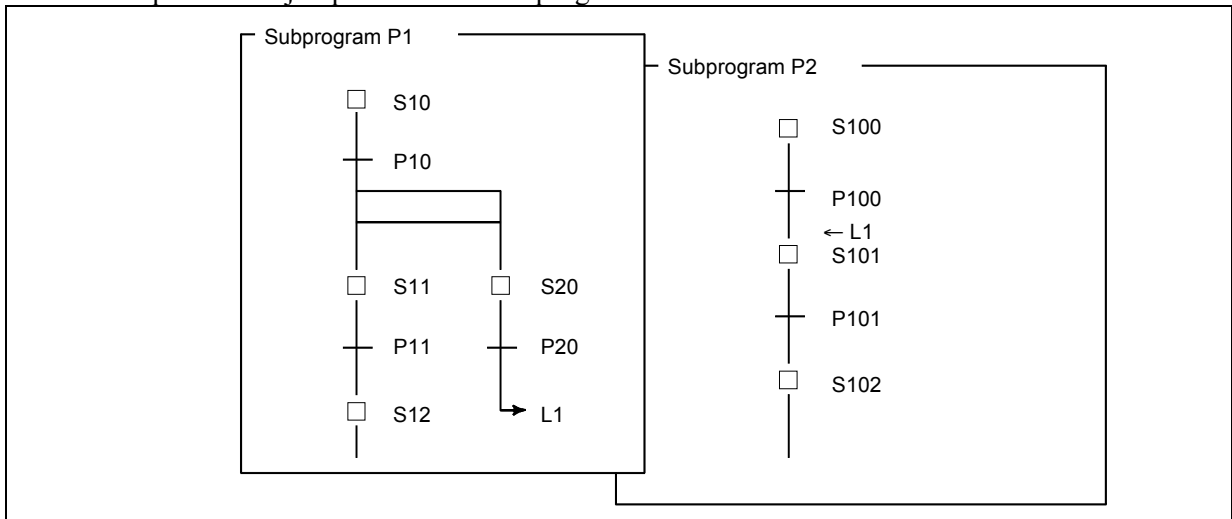 Subprogram P1
S10
P10
S11
S20
P11
P20
S12
L1
Subprogram P2
S100
P100
← L1
S101
P101
S102